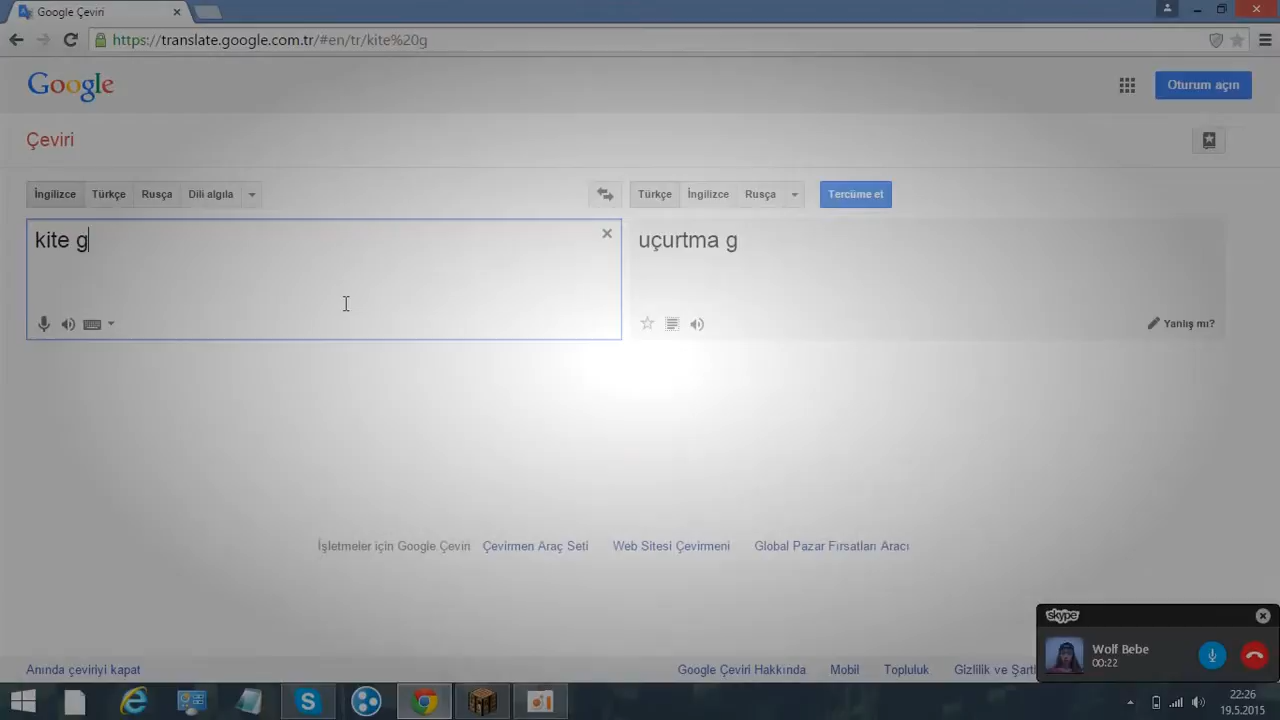 Google Çeviri
https://translate.google.com.tr/#en/tr/kite%20g
Google
Oturum açın
Çeviri
İngilizce Türkçe Rusça Dili algıla
Türkçe İngilizce Rusça
Tercüme et
kite g
uçurtma g
Yanlış mı?
İşletmeler için Google Çeviri Çevirmen Araç Seti Web Sitesi Çevirmeni Global Pazar Fırsatları Aracı
skype
Wolf Bebe
00:22
Anında çeviriyi kapat
Google Çeviri Hakkında Mobil Topluluk Gizlilik ve Şartl
22:26
19.5.2015